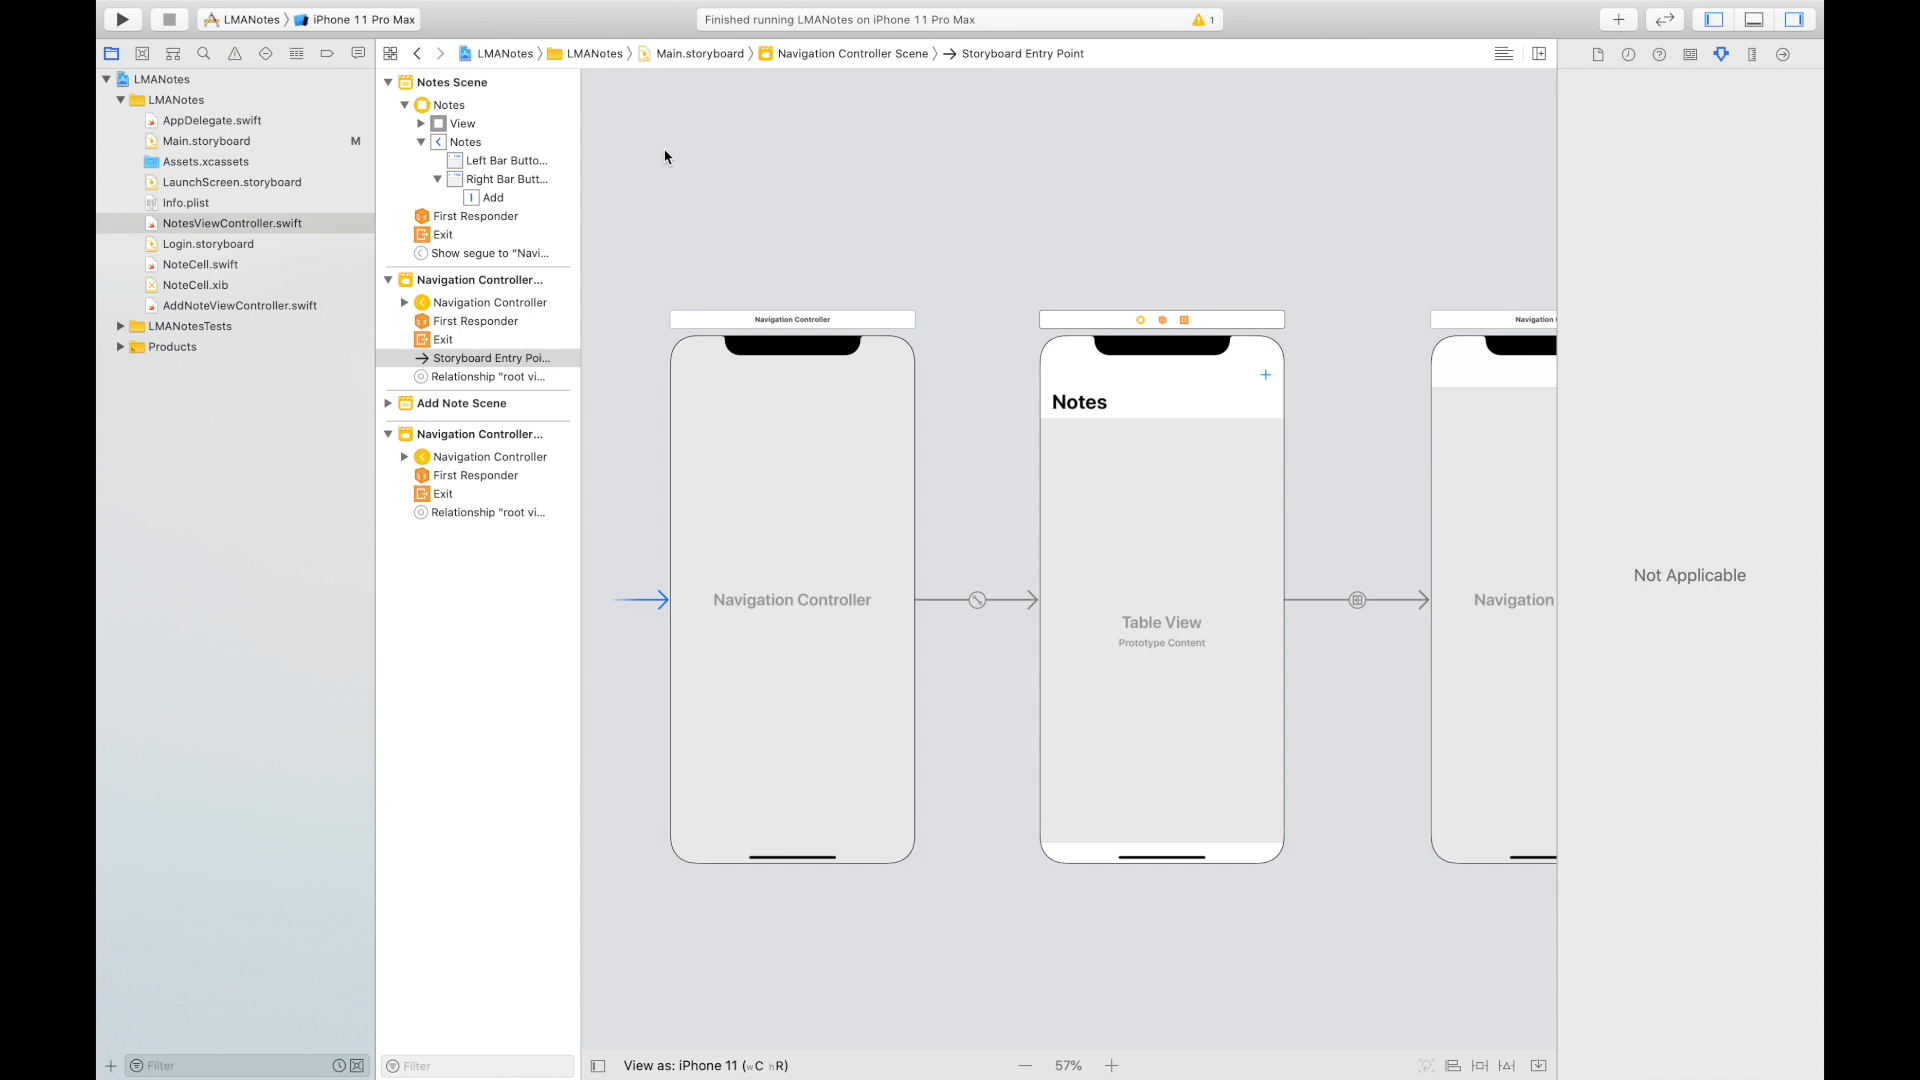 LMANotes
iPhone 11 Pro Max
Finished running LMANotes on iPhone 11 Pro Max
1
LMANotes
LMANotes
AppDelegate.swift
Main.storyboard
M
Assets.xcassets
LaunchScreen.storyboard
Info.plist
NotesViewController.swift
Login.storyboard
NoteCell.swift
NoteCell.xib
AddNoteViewController.swift
LMANotesTests
Products
Filter
LMANotes
LMANotes
Main.storyboard
Navigation Controller Scene
Storyboard Entry Point
Notes Scene
Notes
View
Notes
Left Bar Butto...
Right Bar Butt...
Add
First Responder
Exit
Show segue to “Navi...
Navigation Controller...
Navigation Controller
First Responder
Exit
Storyboard Entry Poi...
Relationship "root vi...
Add Note Scene
Navigation Controller...
Navigation Controller
First Responder
Exit
Relationship "root vi...
Filter
Navigation Controller
Navigation Controller
Notes
Table View
Prototype Content
Navigation
Navigation
View as: iPhone 11 (wC hR)
57%
Not Applicable